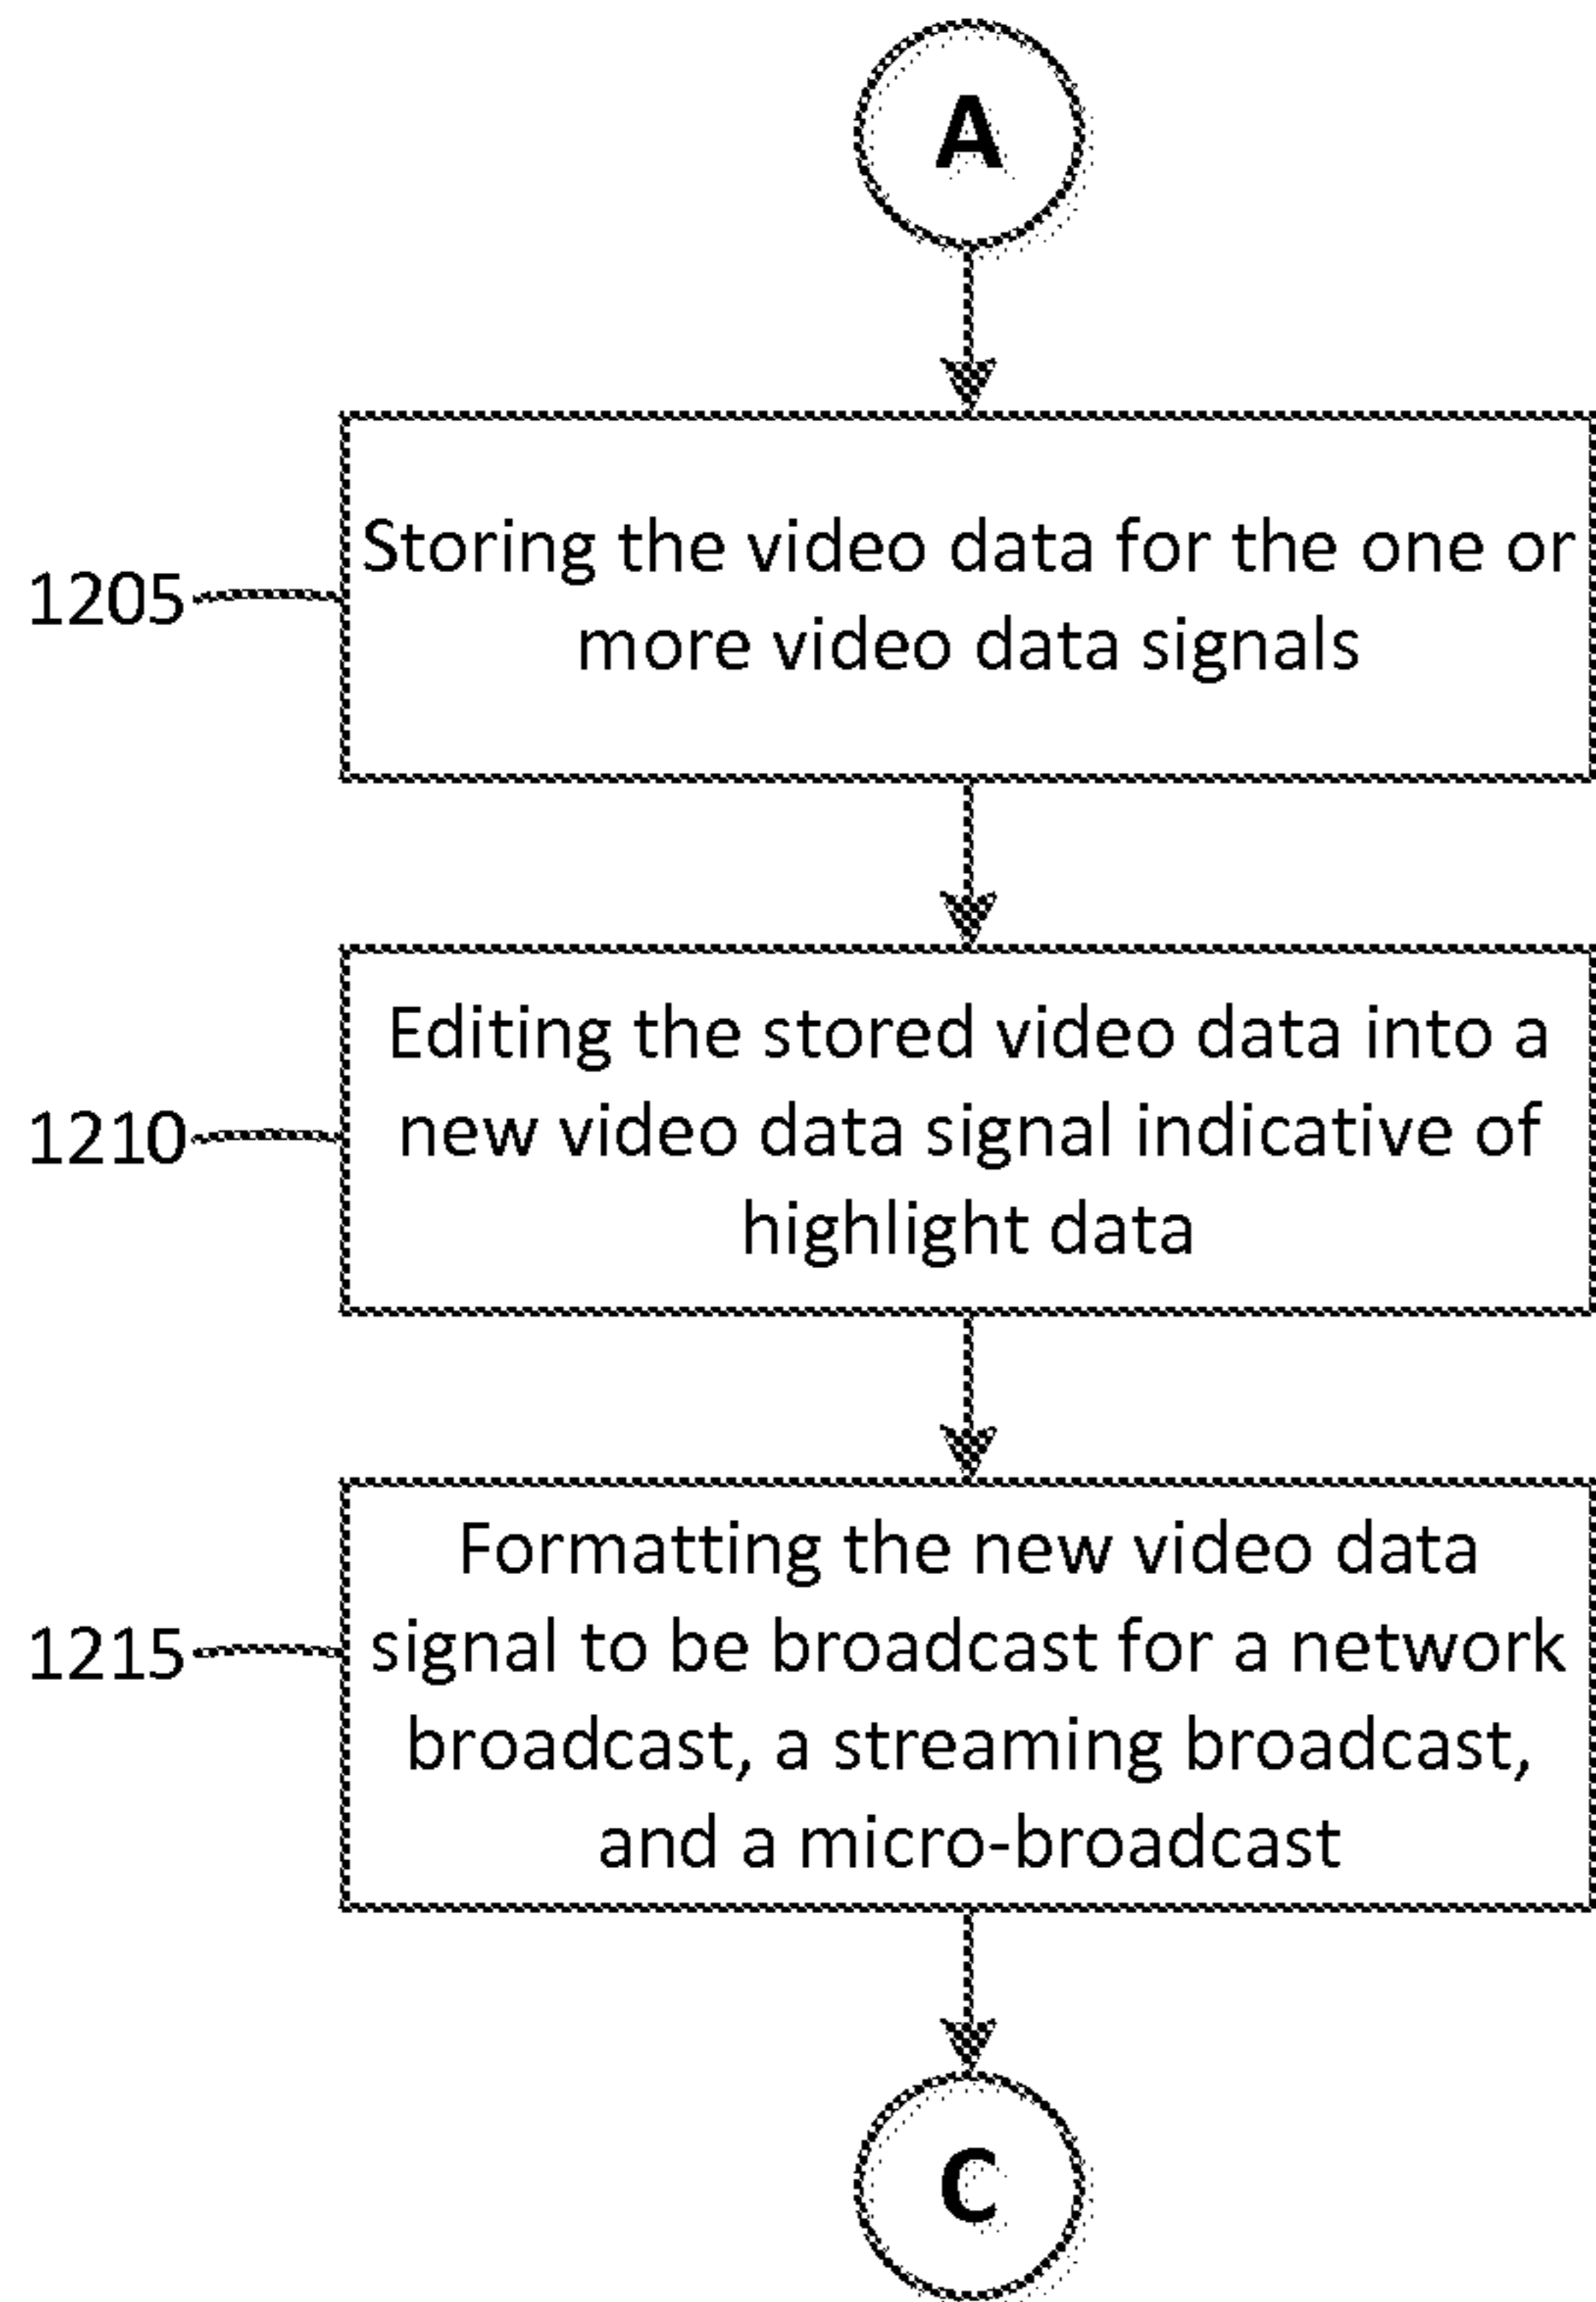 A
1205
Storing the video data for the one or
more video data signals
1210
Editing the stored video data into a
new video data signal indicative of
highlight data
1215
Formatting the new video data
signal to be broadcast for a network
broadcast, a streaming broadcast,
and a micro-broadcast
C